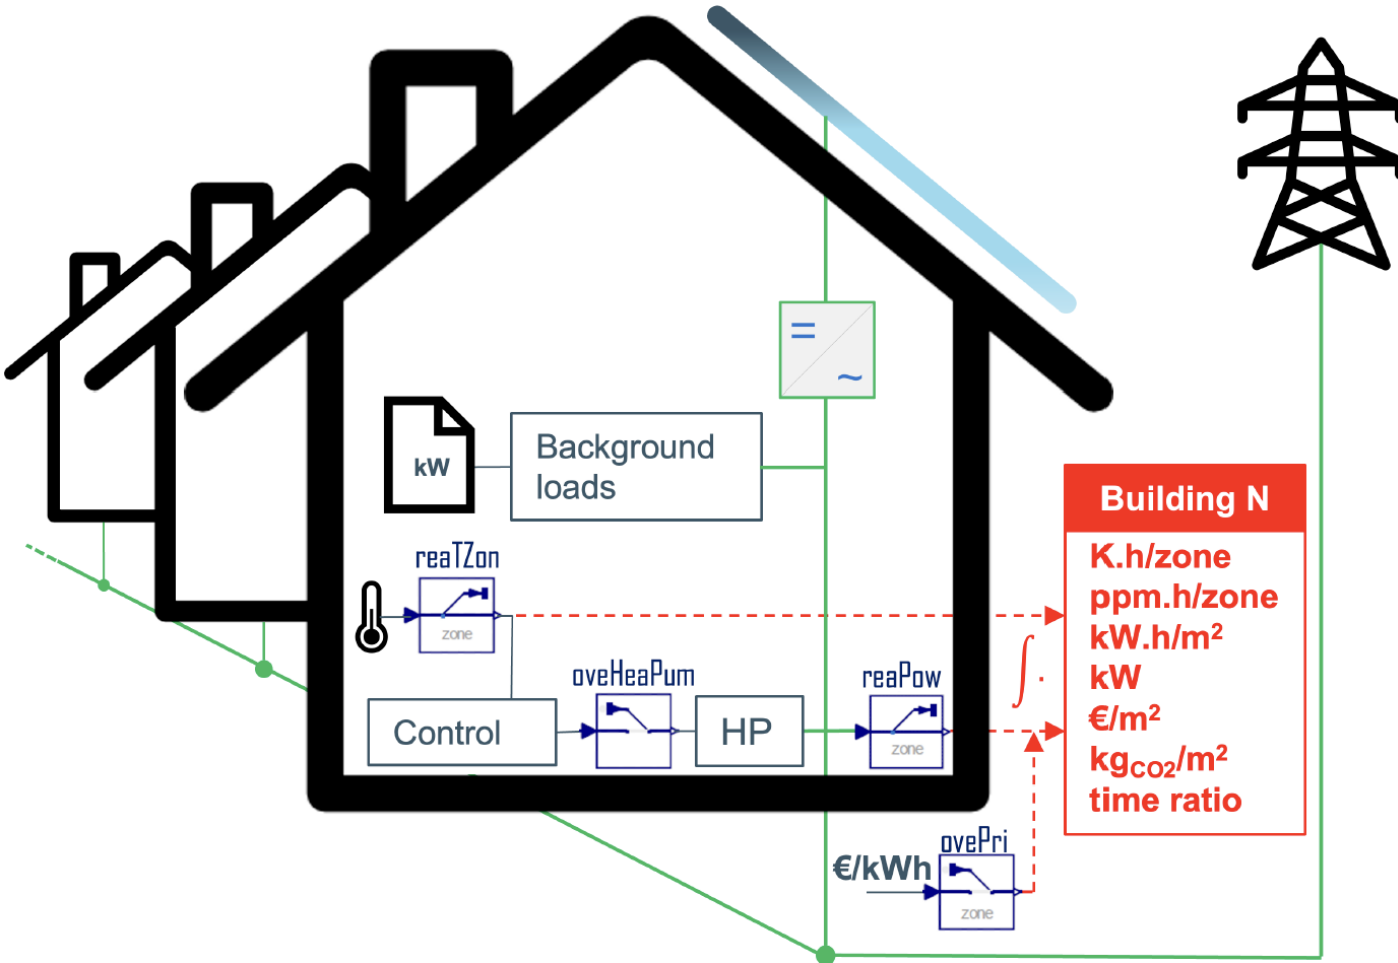 =
~
kW
Background
loads
reaTZon
zone
Control
oveHeaPum
HP
reaPow
zone
∫.
Building N
K.h/zone
ppm.h/zone
kW.h/m²
kW
€/m²
kgCO2/m²
time ratio
€/kWh
ovePri
zone